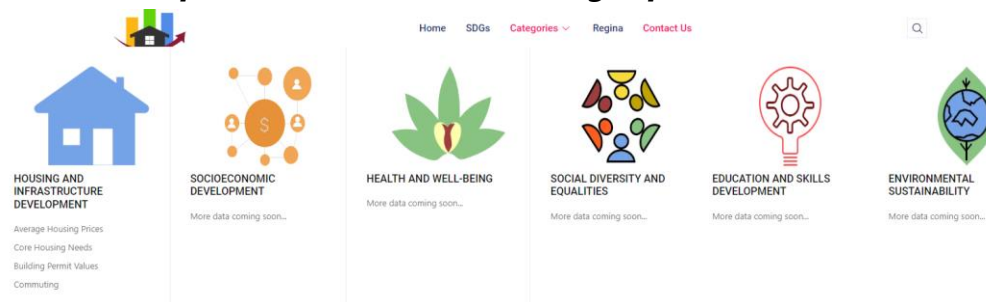 Home SDGs Categories Regina Contact Us
HOUSING AND
INFRASTRUCTURE
DEVELOPMENT
Average Housing Prices
Core Housing Needs
Building Permit Values
Commuting
SOCIOECONOMIC
DEVELOPMENT
More data coming soon...
HEALTH AND WELL-BEING
More data coming soon...
SOCIAL DIVERSITY AND
EQUALITIES
More data coming soon...
EDUCATION AND SKILLS
DEVELOPMENT
More data coming soon...
ENVIRONMENTAL
SUSTAINABILITY
More data coming soon...